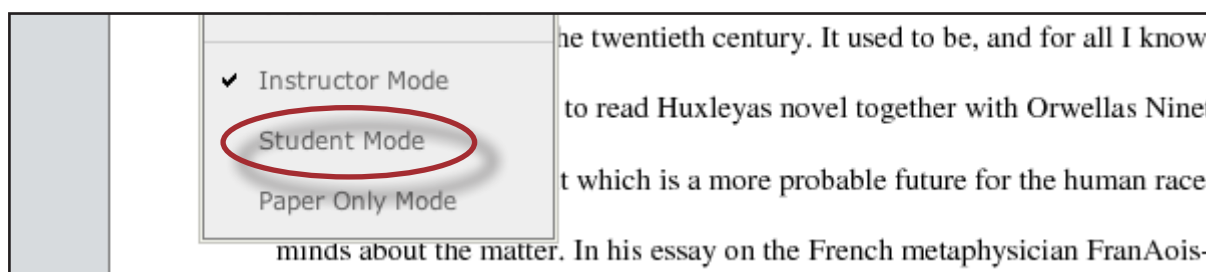 Instructor Mode
Student Mode
Paper Only Mode
he twentieth century. It used to be, and for all I know
to read Huxleyas novel together with Orwellas Nine
t which is a more probable future for the human race
minds about the matter. In his essay on the French metaphysician FranAois-